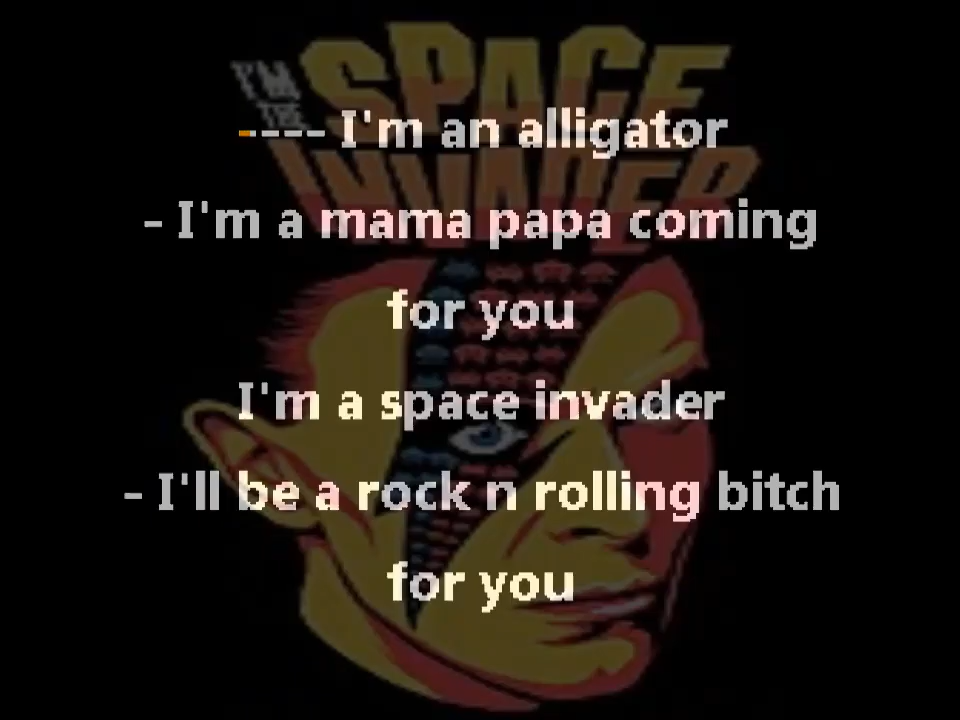 I'M
THE
SPACE
INVADER
----- I'm an alligator
- I'm a mama papa coming
for you
I'm a space invader
- I'll be a rock n rolling bitch
for you